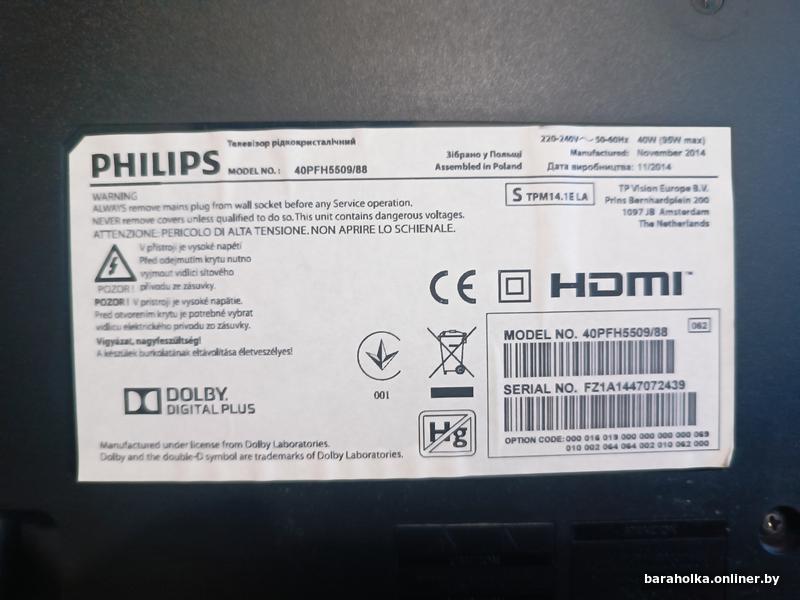 Телевізор рідкокристалічний
PHILIPS MODEL NO.: 40PFH5509/88
Зібрано у Польщі
Assembled in Poland
220-240V ~ 50-60Hz 40W (95W max)
Manufactured: November 2014
Дата виробництва: 11/2014
WARNING
ALWAYS remove mains plug from wall socket before any Service operation.
NEVER remove covers unless qualified to do so. This unit contains dangerous voltages.
ATTENZIONE: PERICOLO DI ALTA TENSIONE. NON APRIRE LO SCHIENALE.
S TPM14.1E LA
TP Vision Europe B.V.
Prins Bernhardplein 200
1097 JB Amsterdam
The Netherlands
V přístroji je vysoké napětí
Před odejmutím krytu nutno
vyjmout vidlici síťového
POZOR! přívodu ze zásuvky.
POZOR! V prístroji je vysoké napätie.
Pred otvorením krytu je potrebné vybrat
vidlicu elektrického prívodu zo zásuvky.
Vigyázat, nagyfeszültség!
A készülek burkolatának eltávolítása életveszélyes!
CE HDMI™
001
DOLBY.
DIGITAL PLUS
Hg
MODEL NO. 40PFH5509/88 062
SERIAL NO. FZ1A1447072439
OPTION CODE: 000 016 019 000 000 000 000 069
010 002 064 064 002 010 062 000
Manufactured under license from Dolby Laboratories.
Dolby and the double-D symbol are trademarks of Dolby Laboratories.
baraholka.onliner.by